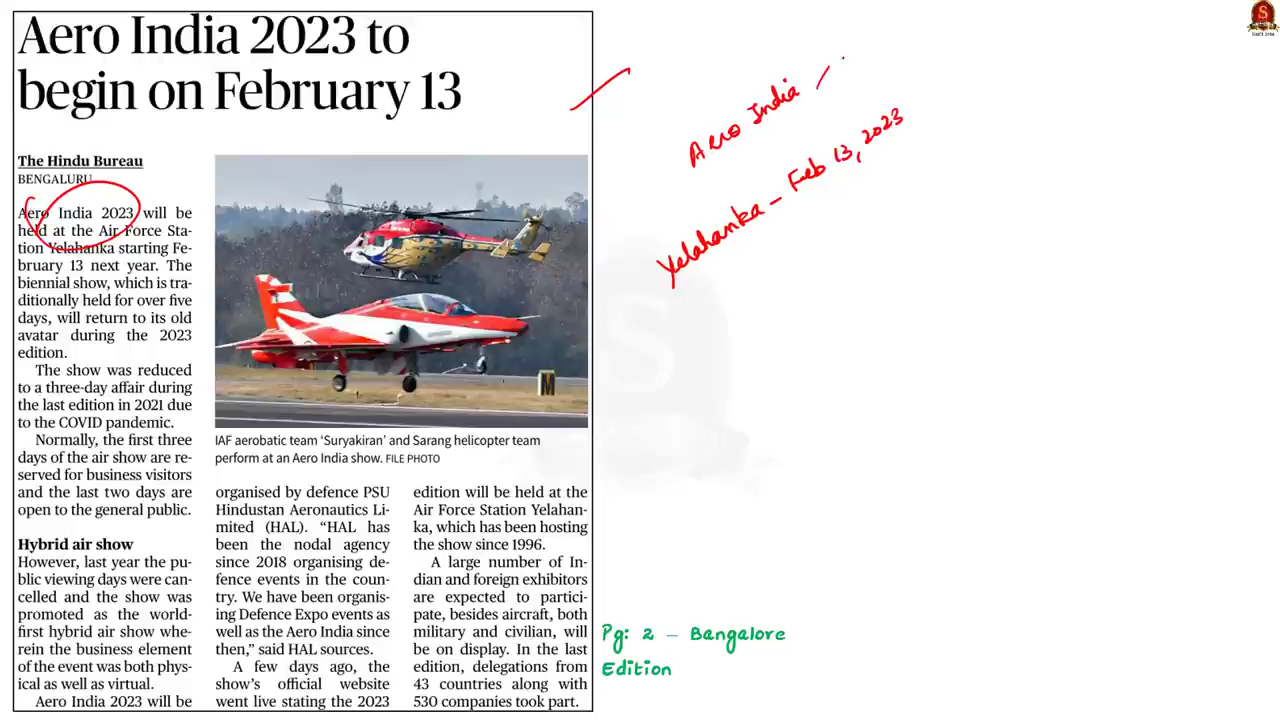 Aero India 2023 to
begin on February 13
The Hindu Bureau
BENGALURU
Aero India 2023 will be
held at the Air Force Sta-
tion Yelahanka starting Fe-
bruary 13 next year. The
biennial show, which is tra-
ditionally held for over five
days, will return to its old
avatar during the 2023
edition.
The show was reduced
to a three-day affair during
the last edition in 2021 due
to the COVID pandemic.
Normally, the first three
days of the air show are re-
served for business visitors
and the last two days are
open to the general public.
Hybrid air show
However, last year the pu-
blic viewing days were can-
celled and the show was
promoted as the world-
first hybrid air show whe-
rein the business element
of the event was both phys-
ical as well as virtual.
Aero India 2023 will be
M
IAF aerobatic team ‘Suryakiran’ and Sarang helicopter team
perform at an Aero India show. FILE PHOTO
organised by defence PSU
Hindustan Aeronautics Li-
mited (HAL). “HAL has
been the nodal agency
since 2018 organising de-
fence events in the coun-
try. We have been organis-
ing Defence Expo events as
well as the Aero India since
then,” said HAL sources.
A few days ago, the
show’s official website
went live stating the 2023
edition will be held at the
Air Force Station Yelahan-
ka, which has been hosting
the show since 1996.
A large number of In-
dian and foreign exhibitors
are expected to partici-
pate, besides aircraft, both
military and civilian, will
be on display. In the last
edition, delegations from
43 countries along with
530 companies took part.
Aero India
Yelahanka – Feb 13, 2023
Pg: 2 – Bangalore
Edition
S
S